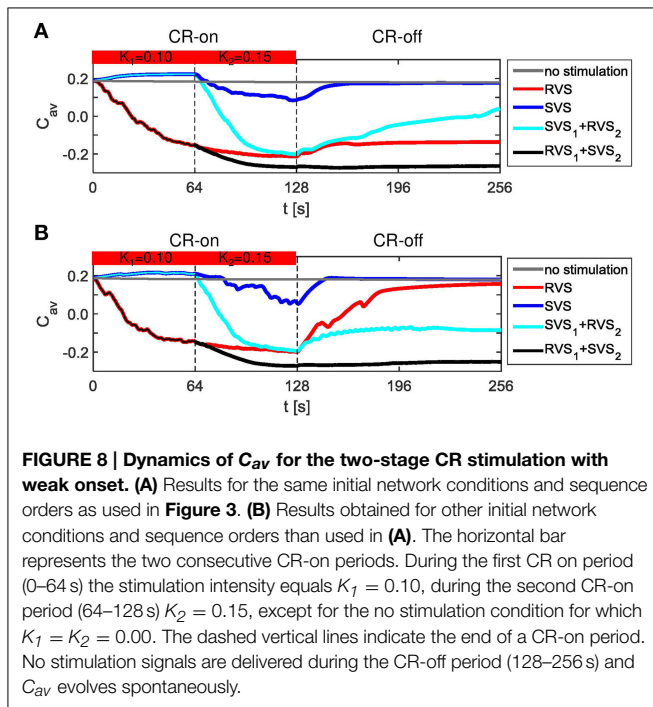 A
CR-on
CR-off
K1=0.10
K2=0.15
0.2
0.0
-0.2
Cav
0
64
128
196
256
t [s]
no stimulation
RVS
SVS
SVS1+RVS2
RVS1+SVS2
B
CR-on
CR-off
K1=0.10
K2=0.15
0.2
0.0
-0.2
Cav
0
64
128
196
256
t [s]
no stimulation
RVS
SVS
SVS1+RVS2
RVS1+SVS2
FIGURE 8 | Dynamics of Cav for the two-stage CR stimulation with
weak onset. (A) Results for the same initial network conditions and sequence
orders as used in Figure 3. (B) Results obtained for other initial network
conditions and sequence orders than used in (A). The horizontal bar
represents the two consecutive CR-on periods. During the first CR on period
(0–64 s) the stimulation intensity equals K1 = 0.10, during the second CR-on
period (64–128 s) K2 = 0.15, except for the no stimulation condition for which
K1 = K2 = 0.00. The dashed vertical lines indicate the end of a CR-on period.
No stimulation signals are delivered during the CR-off period (128–256 s) and
Cav evolves spontaneously.